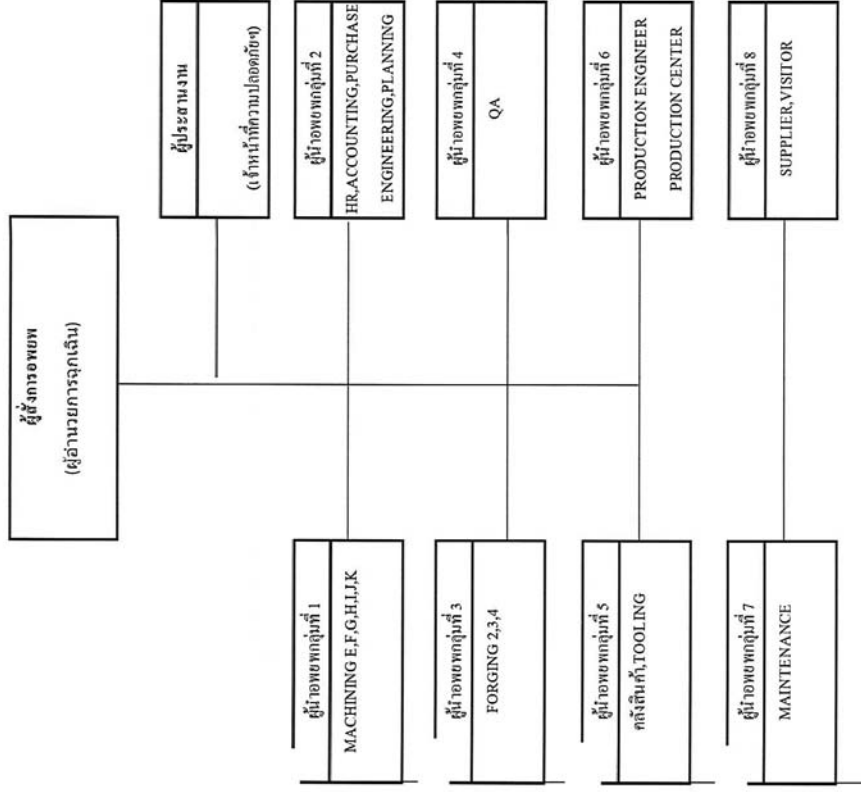 ผู้สั่งการอพยพ
(ผู้อำนวยการฉุกเฉิน)
ผู้ประสานงาน
(เจ้าหน้าที่ความปลอดภัยฯ)
ผู้นำอพยพกลุ่มที่ 1
MACHINING E,F,G,H,I,J,K
ผู้นำอพยพกลุ่มที่ 2
HR,ACCOUNTING,PURCHASE
ENGINEERING,PLANNING
ผู้นำอพยพกลุ่มที่ 3
FORGING 2,3,4
ผู้นำอพยพกลุ่มที่ 4
QA
ผู้นำอพยพกลุ่มที่ 5
คลังสินค้า,TOOLING
ผู้นำอพยพกลุ่มที่ 6
PRODUCTION ENGINEER
PRODUCTION CENTER
ผู้นำอพยพกลุ่มที่ 7
MAINTENANCE
ผู้นำอพยพกลุ่มที่ 8
SUPPLIER,VISITOR